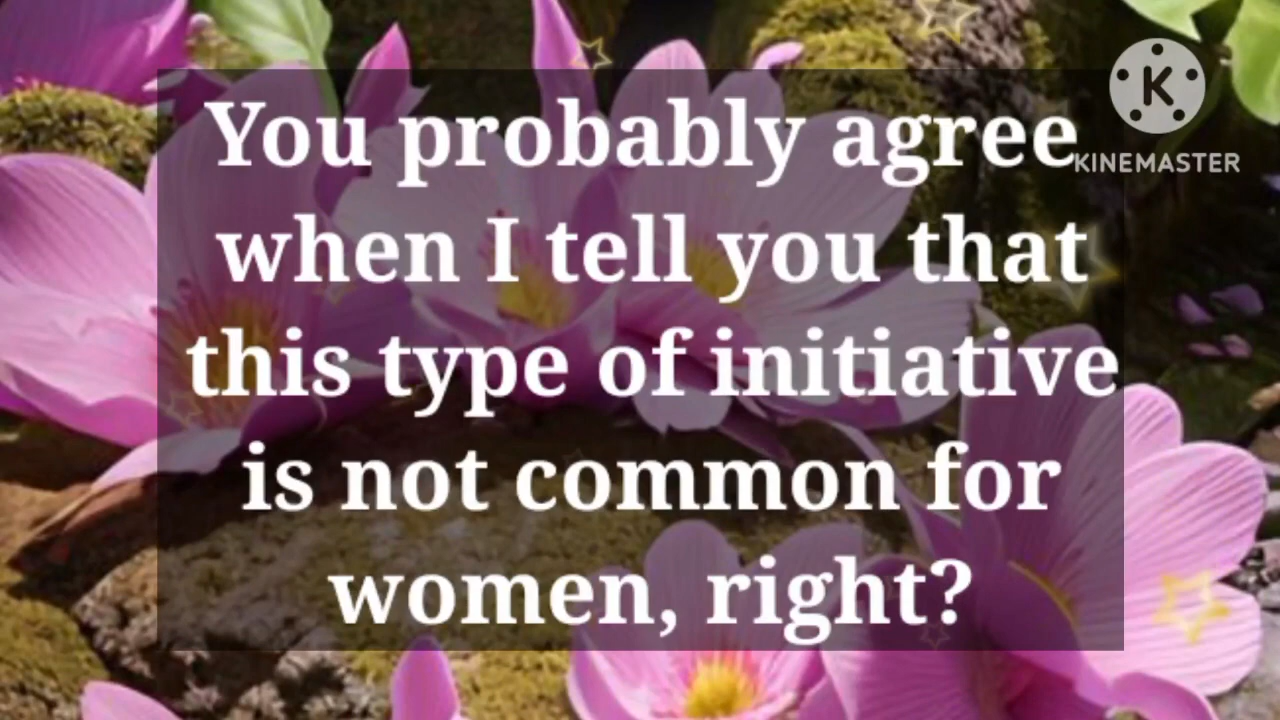 You probably agree
when I tell you that
this type of initiative
is not common for
women, right?
K
KINEMASTER